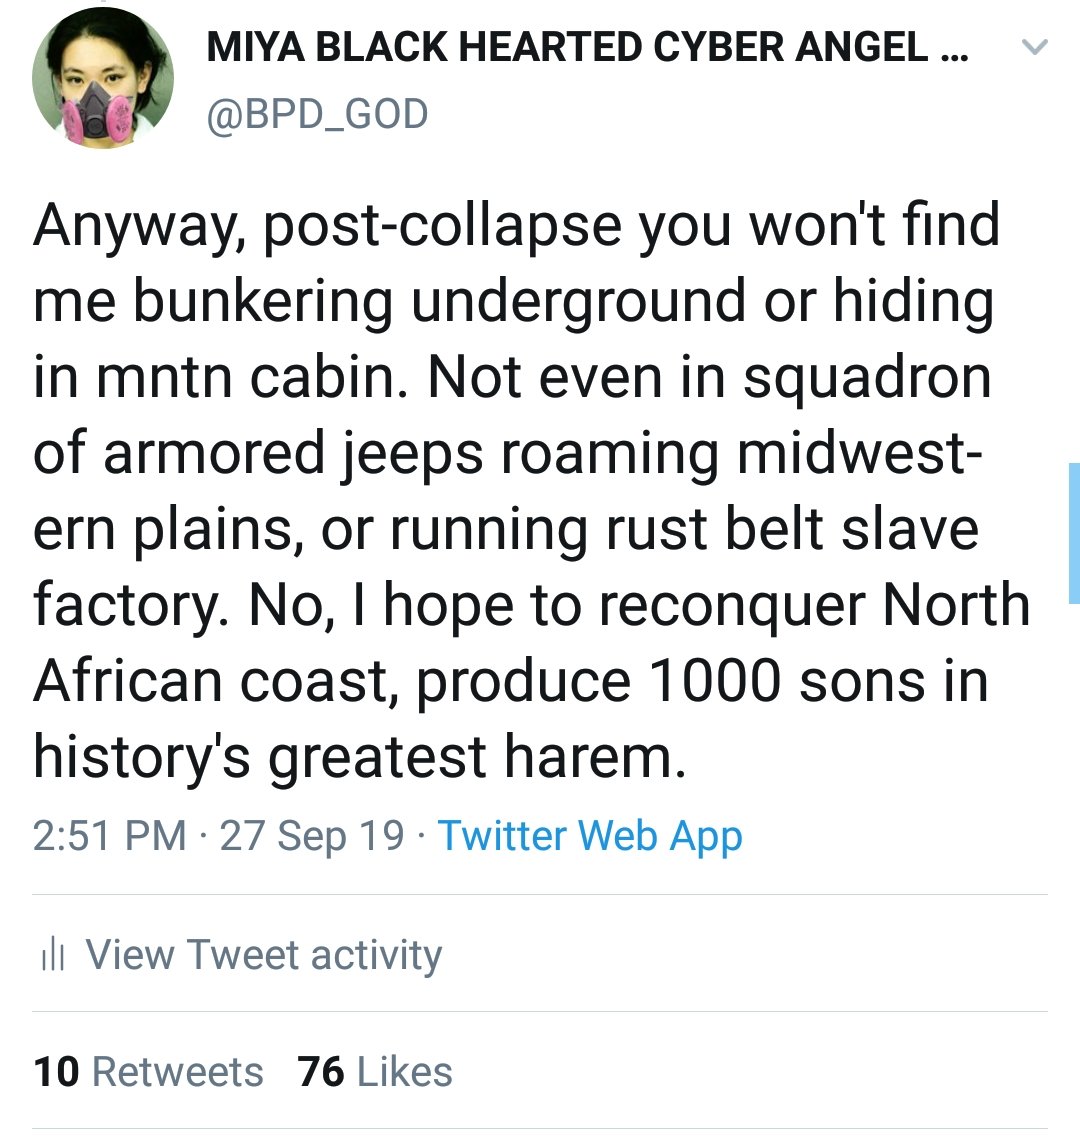 MIYA BLACK HEARTED CYBER ANGEL ...
@BPD_GOD
Anyway, post-collapse you won't find
me bunkering underground or hiding
in mntn cabin. Not even in squadron
of armored jeeps roaming midwest-
ern plains, or running rust belt slave
factory. No, I hope to reconquer North
African coast, produce 1000 sons in
history's greatest harem.
2:51 PM · 27 Sep 19 · Twitter Web App
View Tweet activity
10 Retweets 76 Likes